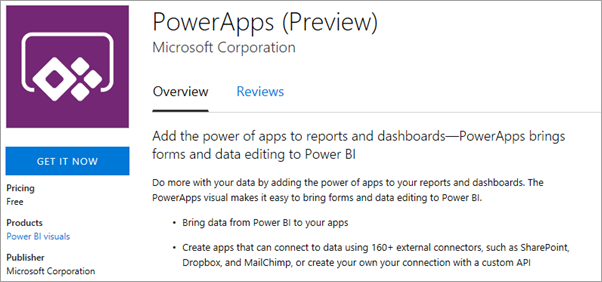 PowerApps (Preview)
Microsoft Corporation
Overview
Reviews
Add the power of apps to reports and dashboards—PowerApps brings
forms and data editing to Power BI
GET IT NOW
Pricing
Free
Products
Power BI visuals
Publisher
Microsoft Corporation
Do more with your data by adding the power of apps to your reports and dashboards. The
PowerApps visual makes it easy to bring forms and data editing to Power BI.
• Bring data from Power BI to your apps
• Create apps that can connect to data using 160+ external connectors, such as SharePoint,
Dropbox, and MailChimp, or create your own your connection with a custom API